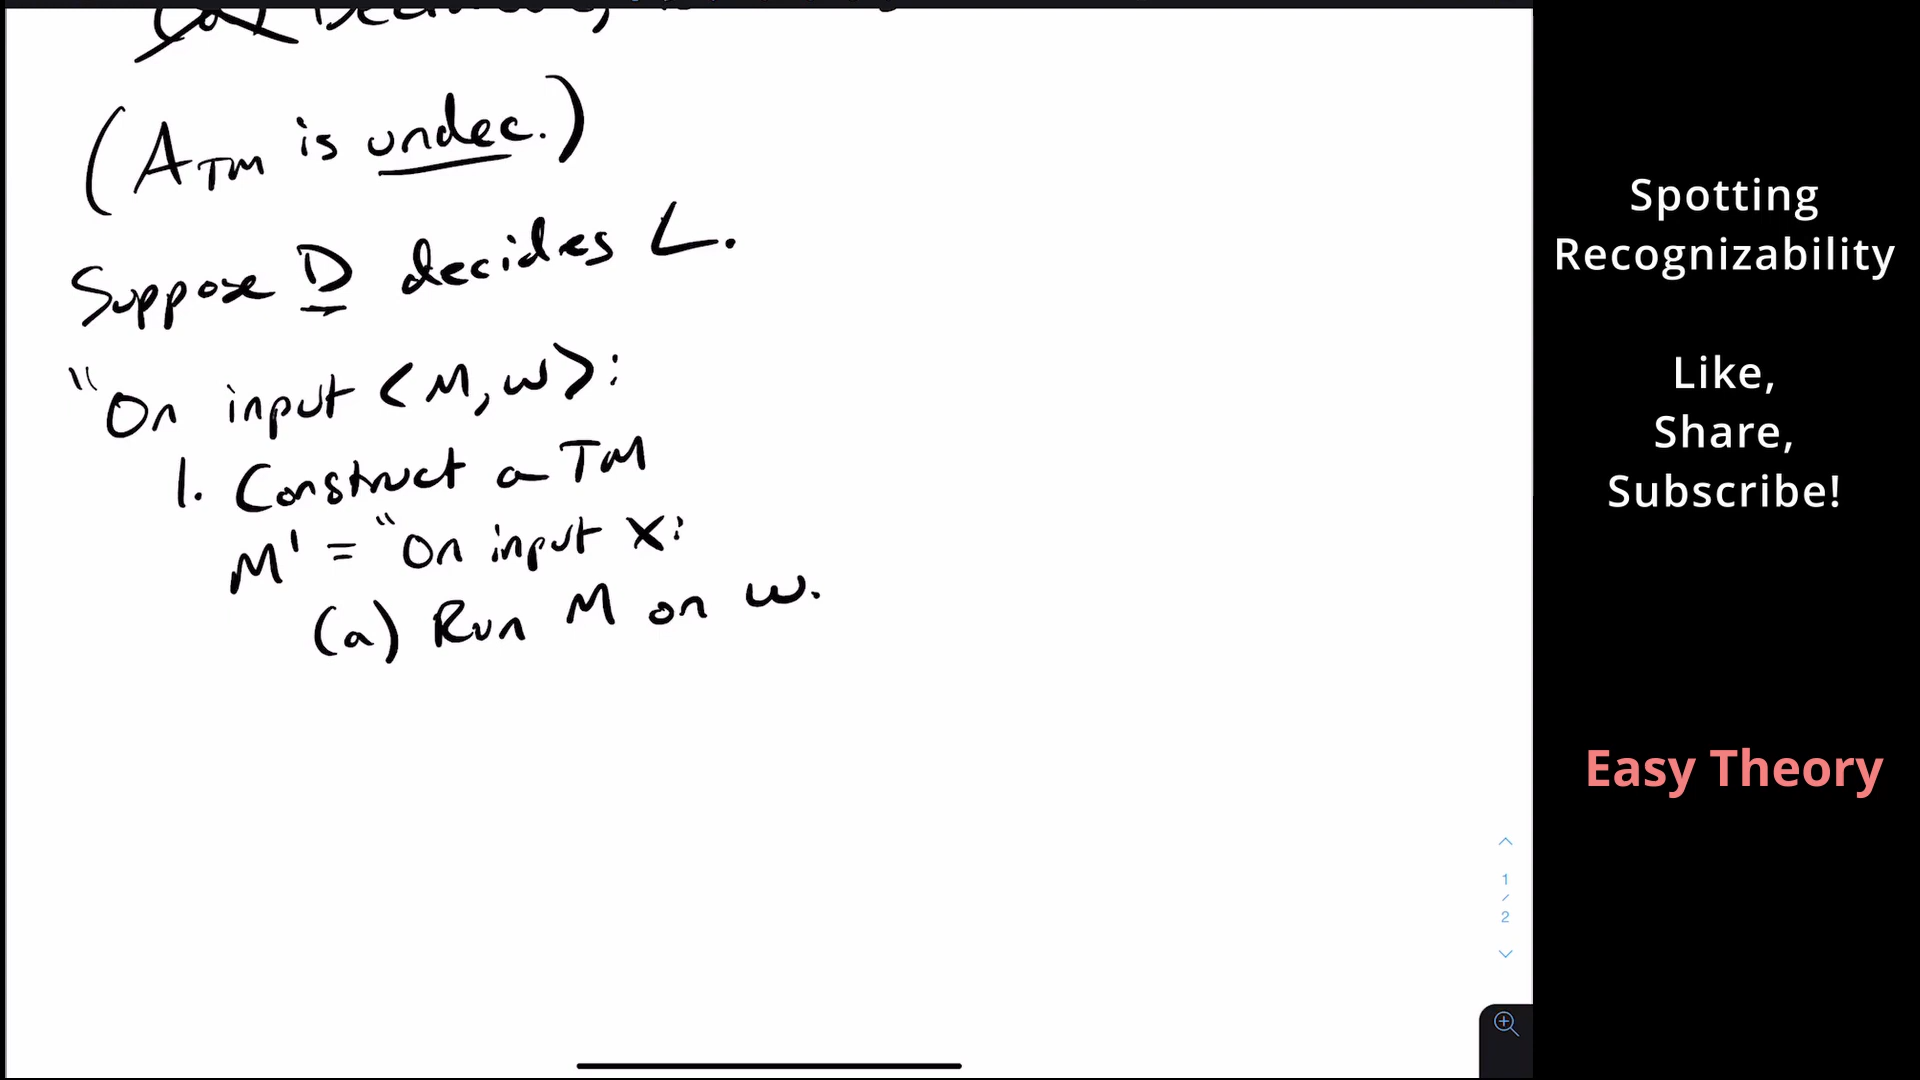 (A_TM is undec.)
Suppose D decides L.
"On input <M, w>:
1. Construct a TM
M' = "On input x:
(a) Run M on w.
Spotting
Recognizability
Like,
Share,
Subscribe!
Easy Theory
1
/
2